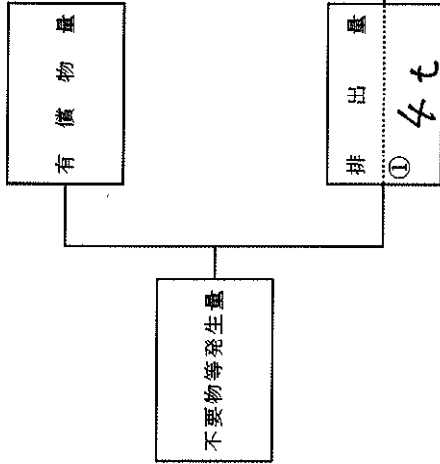 有償物量
不要物等発生量
排出量
① 4t